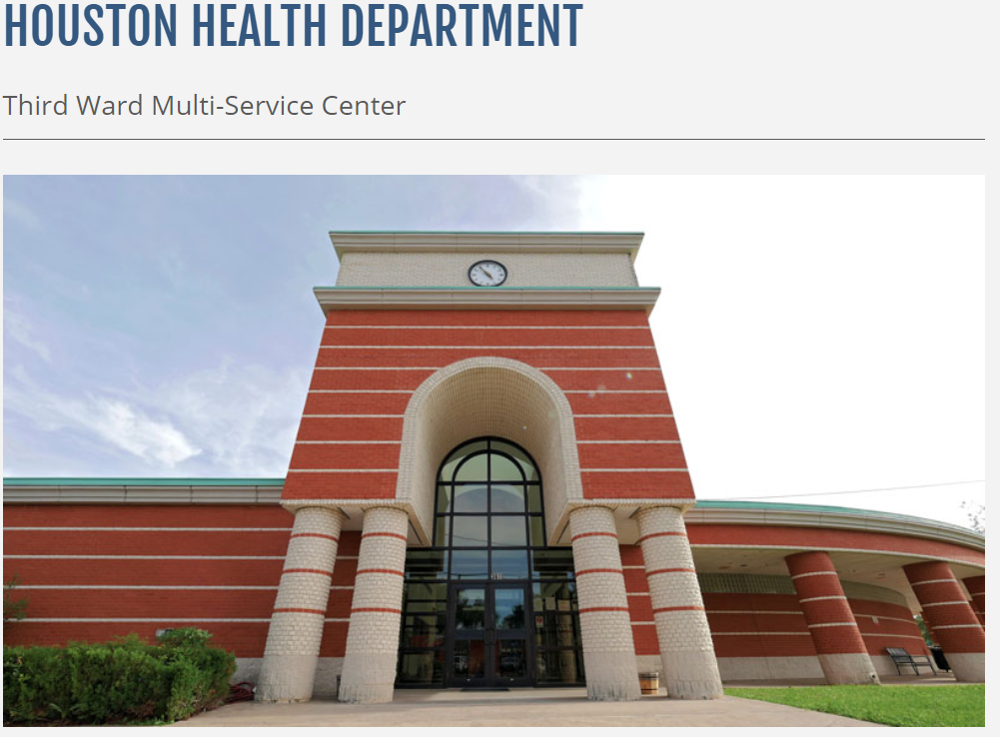 HOUSTON HEALTH DEPARTMENT
Third Ward Multi-Service Center